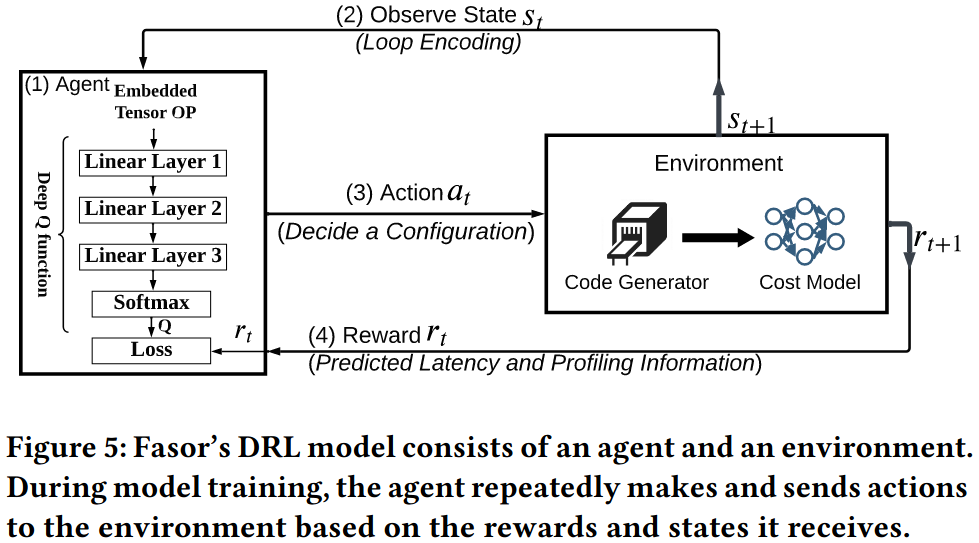 (2) Observe State s_t
(Loop Encoding)
(1) Agent
Embedded
Tensor OP
Deep Q function
Linear Layer 1
Linear Layer 2
Linear Layer 3
Softmax
Q
Loss
r_t
(3) Action a_t
(Decide a Configuration)
s_{t+1}
Environment
Code Generator
Cost Model
r_{t+1}
(4) Reward r_t
(Predicted Latency and Profiling Information)
Figure 5: Fasor’s DRL model consists of an agent and an environment.
During model training, the agent repeatedly makes and sends actions
to the environment based on the rewards and states it receives.